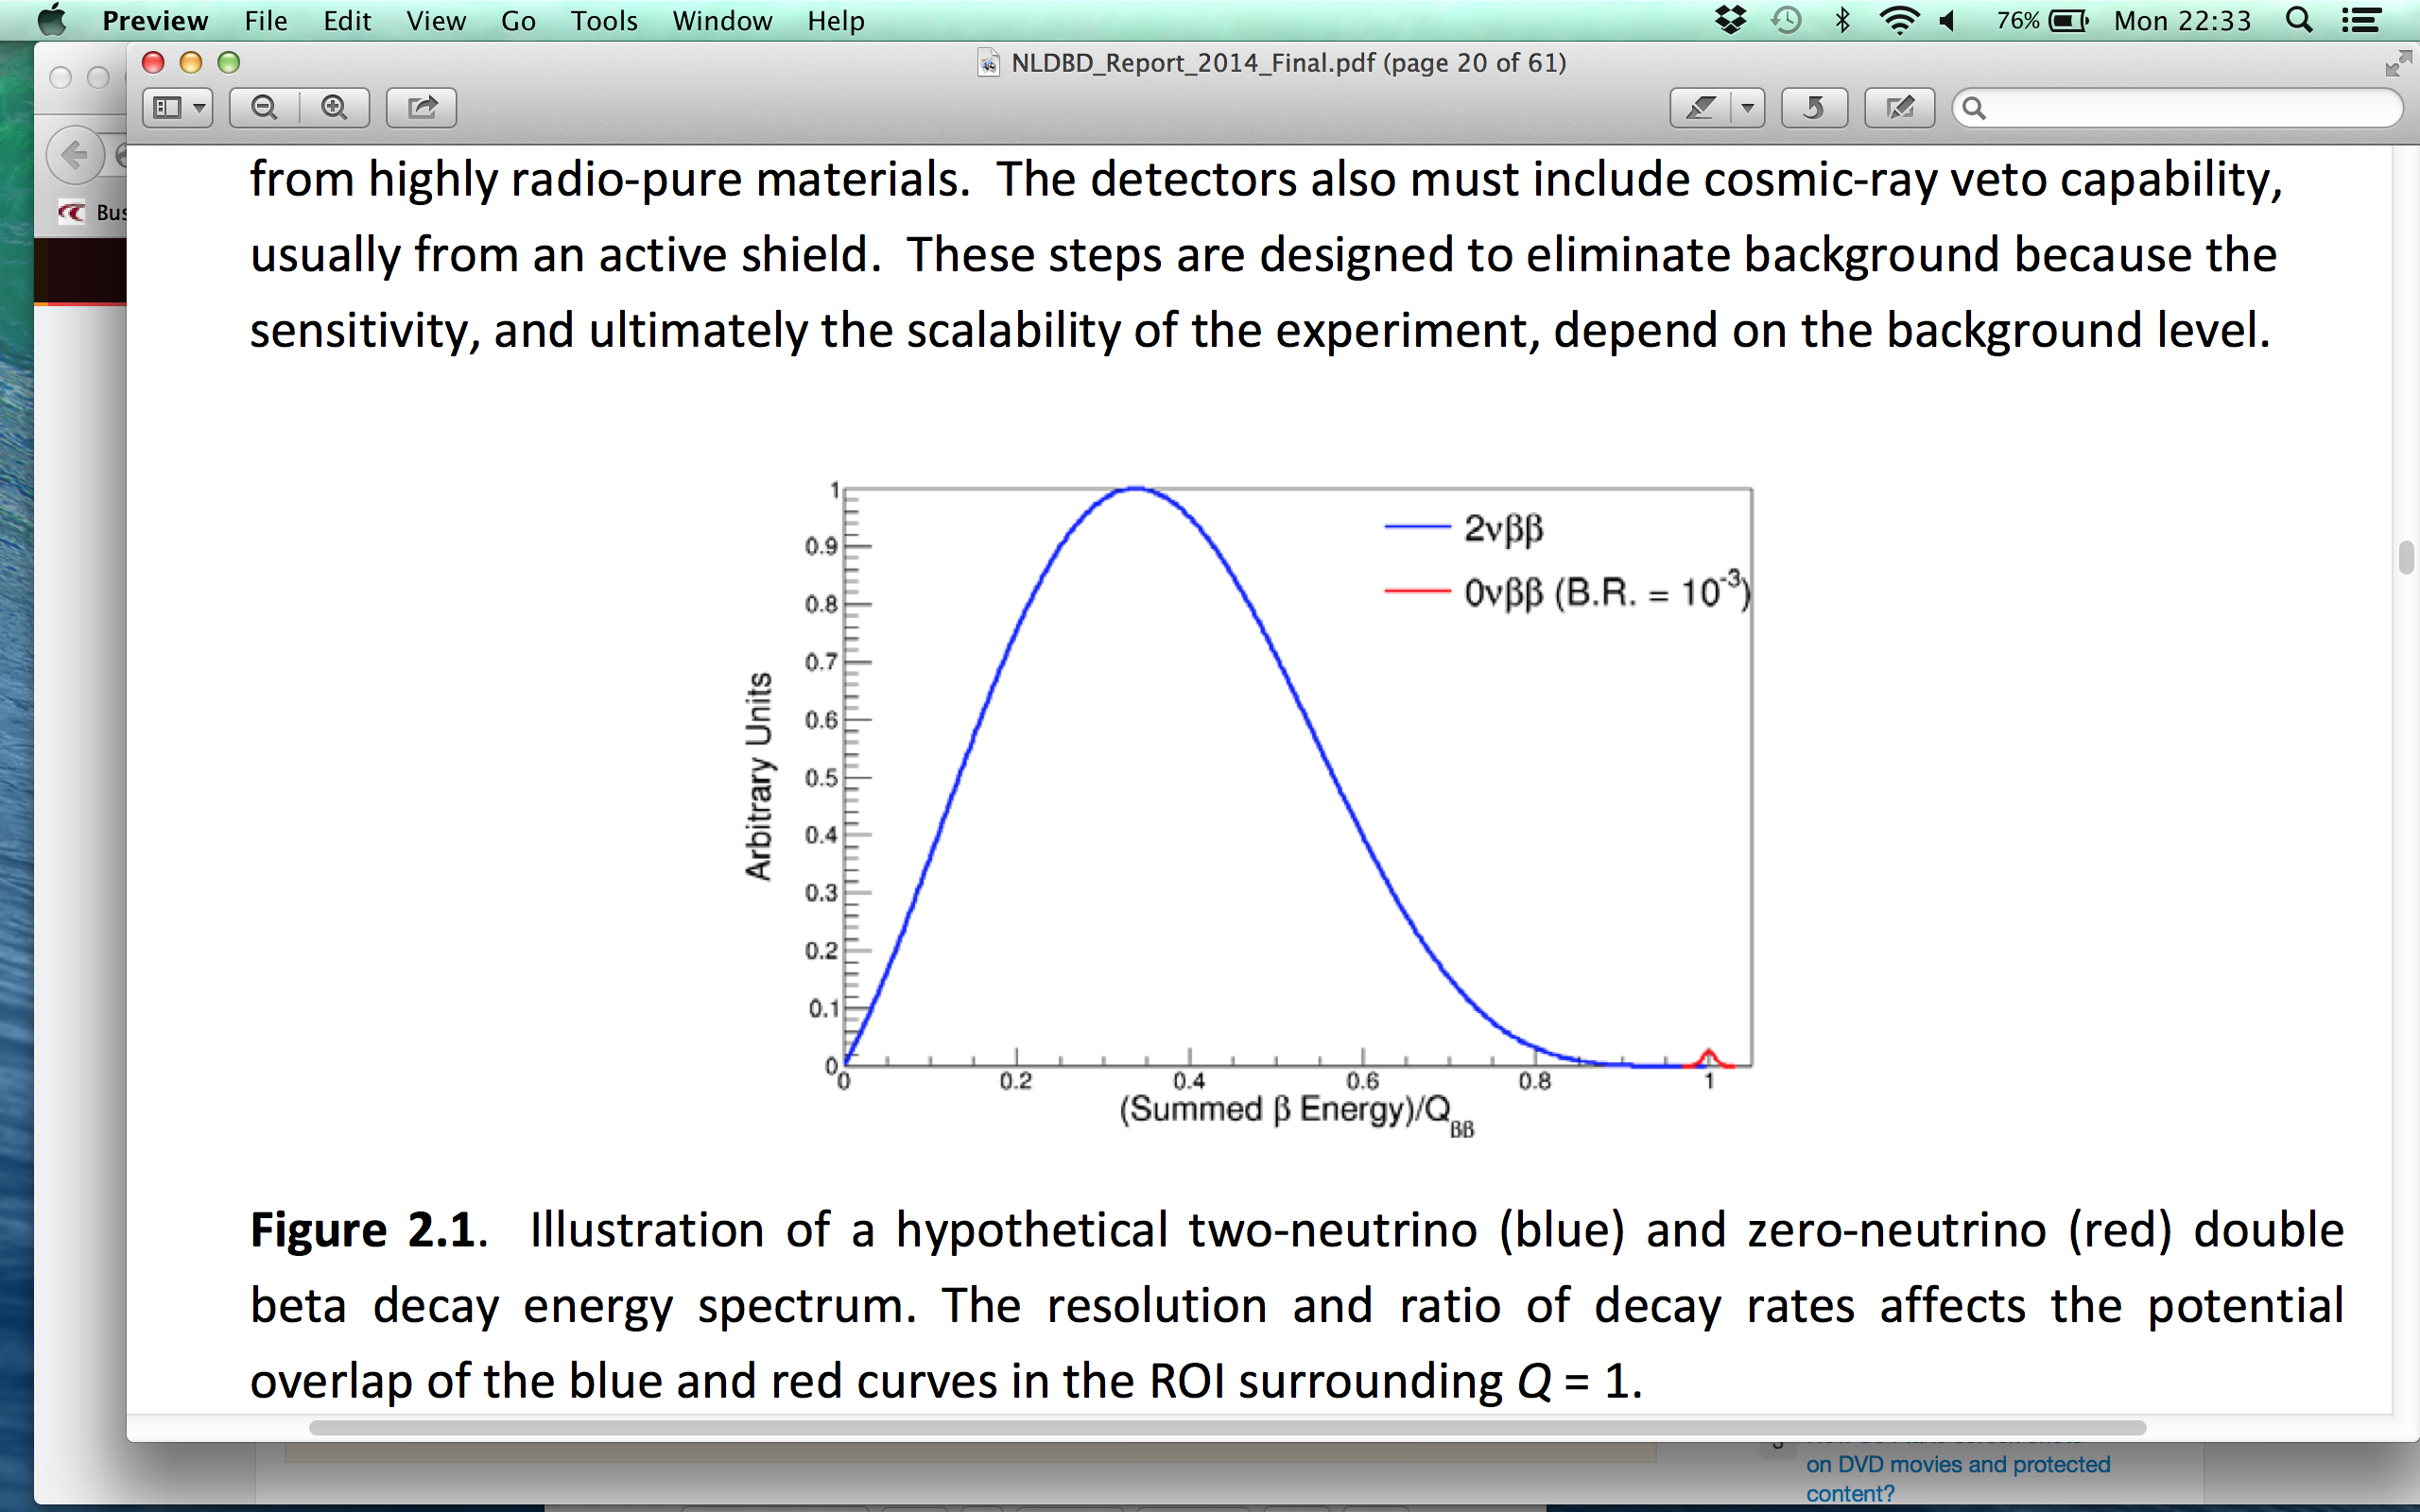 Preview File Edit View Go Tools Window Help 76% Mon 22:33
NLDBD_Report_2014_Final.pdf (page 20 of 61)
Bus
from highly radio-pure materials. The detectors also must include cosmic-ray veto capability,
usually from an active shield. These steps are designed to eliminate background because the
sensitivity, and ultimately the scalability of the experiment, depend on the background level.
1
0.9
0.8
0.7
0.6
0.5
0.4
0.3
0.2
0.1
0
Arbitrary Units
2νββ
0νββ (B.R. = 10⁻³)
0 0.2 0.4 0.6 0.8 1
(Summed β Energy)/Qββ
Figure 2.1. Illustration of a hypothetical two-neutrino (blue) and zero-neutrino (red) double
beta decay energy spectrum. The resolution and ratio of decay rates affects the potential
overlap of the blue and red curves in the ROI surrounding Q = 1.
on DVD movies and protected
content?